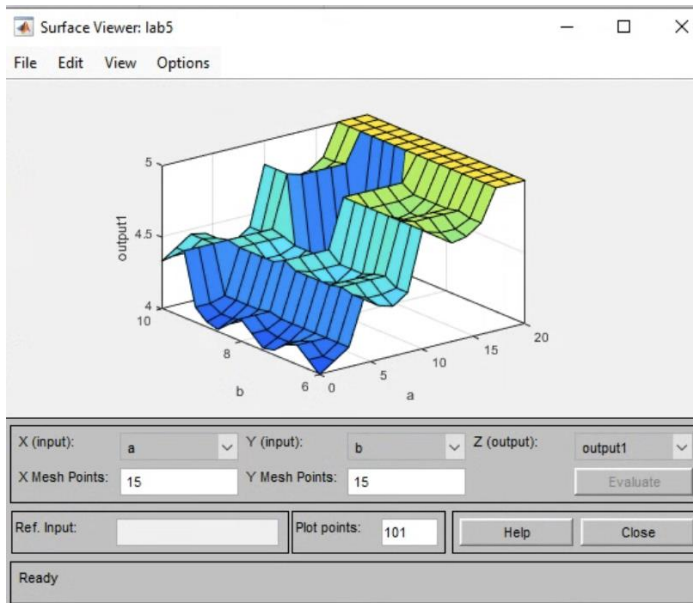 Surface Viewer: lab5
File Edit View Options
5
4.5
4
output1
10
8
6
b
0
5
10
15
20
a
X (input): a Y (input): b Z (output): output1
X Mesh Points: 15 Y Mesh Points: 15 Evaluate
Ref. Input: Plot points: 101 Help Close
Ready